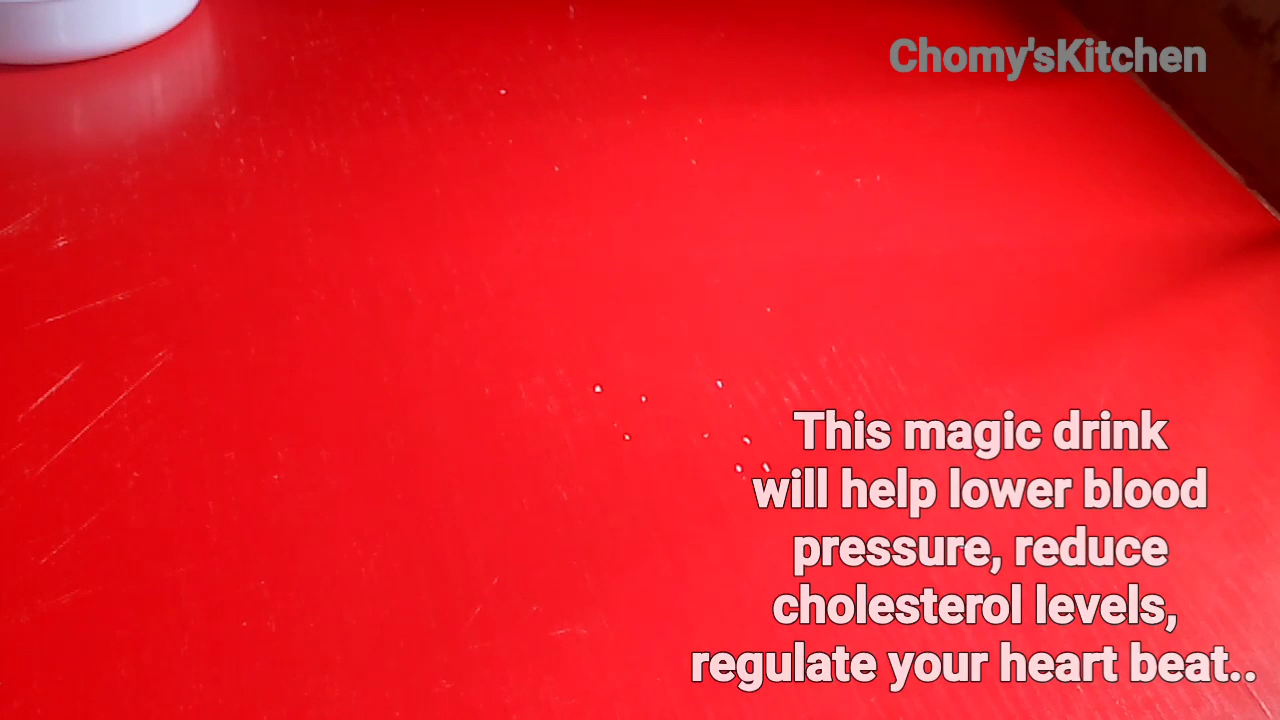 Chomy'sKitchen
This magic drink
will help lower blood
pressure, reduce
cholesterol levels,
regulate your heart beat..